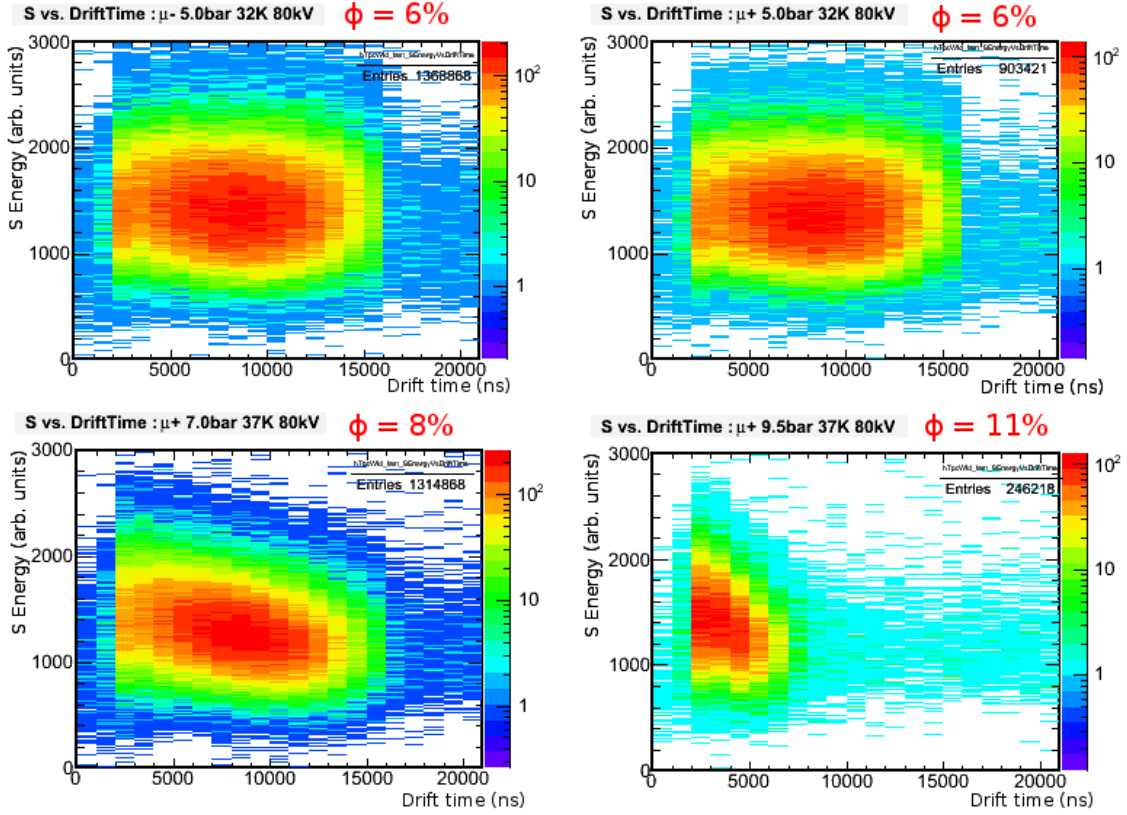 S vs. DriftTime : μ- 5.0bar 32K 80kV ϕ = 6%
S Energy (arb. units)
3000
2000
1000
0
hTpcWld_tsen_SEnergyVsDriftTime
Entries 1368868
10²
10
1
0 5000 10000 15000 20000
Drift time (ns)
S vs. DriftTime : μ+ 5.0bar 32K 80kV ϕ = 6%
S Energy (arb. units)
3000
2000
1000
0
hTpcWld_tsen_SEnergyVsDriftTime
Entries 903421
10²
10
1
0 5000 10000 15000 20000
Drift time (ns)
S vs. DriftTime : μ+ 7.0bar 37K 80kV ϕ = 8%
S Energy (arb. units)
3000
2000
1000
0
hTpcWld_tsen_SEnergyVsDriftTime
Entries 1314868
10²
10
1
0 5000 10000 15000 20000
Drift time (ns)
S vs. DriftTime : μ+ 9.5bar 37K 80kV ϕ = 11%
S Energy (arb. units)
3000
2000
1000
0
hTpcWld_tsen_SEnergyVsDriftTime
Entries 246218
10²
10
1
0 5000 10000 15000 20000
Drift time (ns)